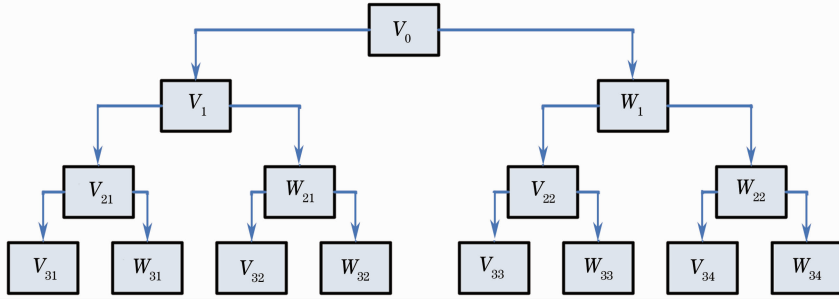 V₀
V₁ W₁
V₂₁ W₂₁ V₂₂ W₂₂
V₃₁ W₃₁ V₃₂ W₃₂ V₃₃ W₃₃ V₃₄ W₃₄